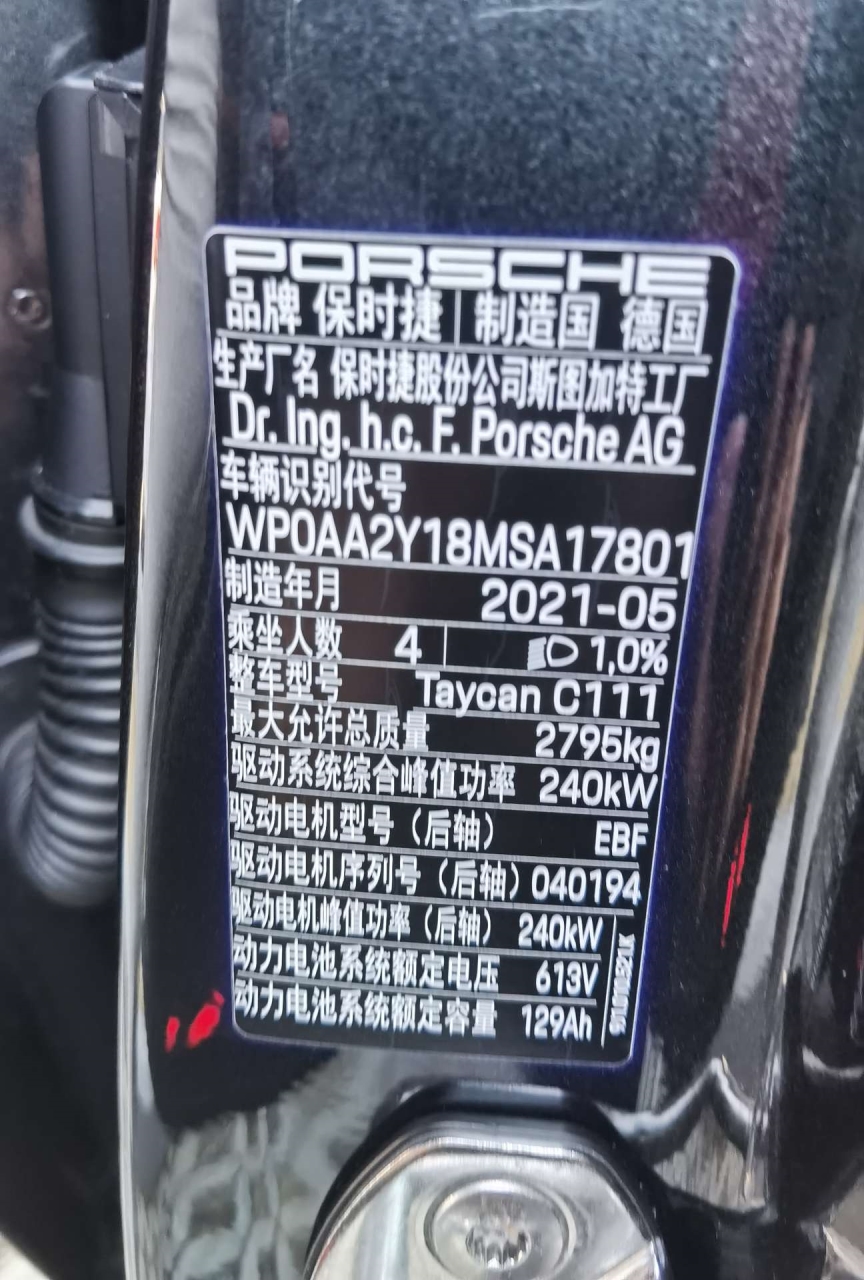 PORSCHE
品牌 保时捷 制造国 德国
生产厂名 保时捷股份公司斯图加特工厂
Dr. Ing. h.c. F. Porsche AG
车辆识别代号
WP0AA2Y18MSA17801
制造年月 2021-05
乘坐人数 4 1,0%
整车型号 Taycan C111
最大允许总质量 2795kg
驱动系统综合峰值功率 240kW
驱动电机型号（后轴） EBF
驱动电机序列号（后轴） 040194
驱动电机峰值功率（后轴） 240kW
动力电池系统额定电压 613V
动力电池系统额定容量 129Ah